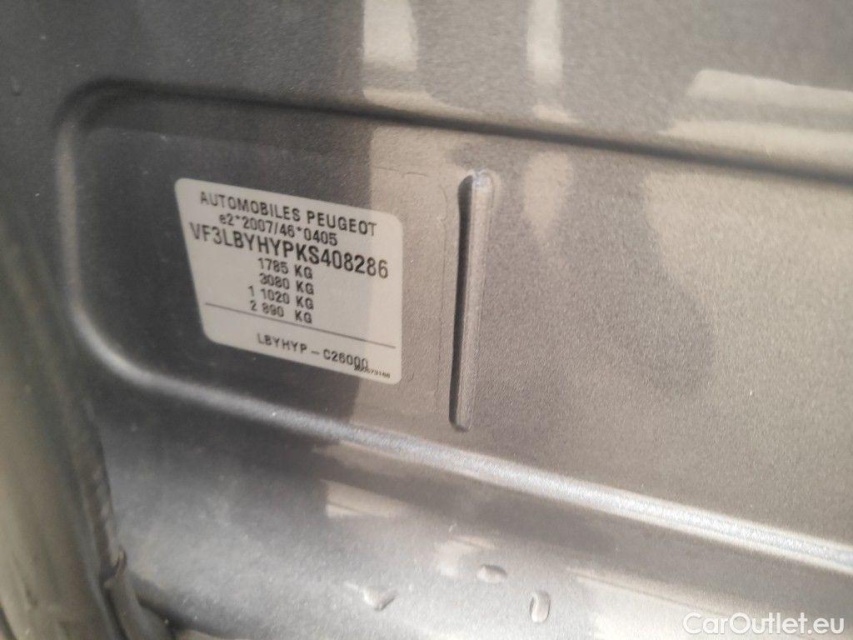 AUTOMOBILES PEUGEOT
e2*2007/46*0405
VF3LBYHYPKS408286
1785 KG
3080 KG
1 1020 KG
2 890 KG
LBYHYP - C26000
CarOutlet.eu